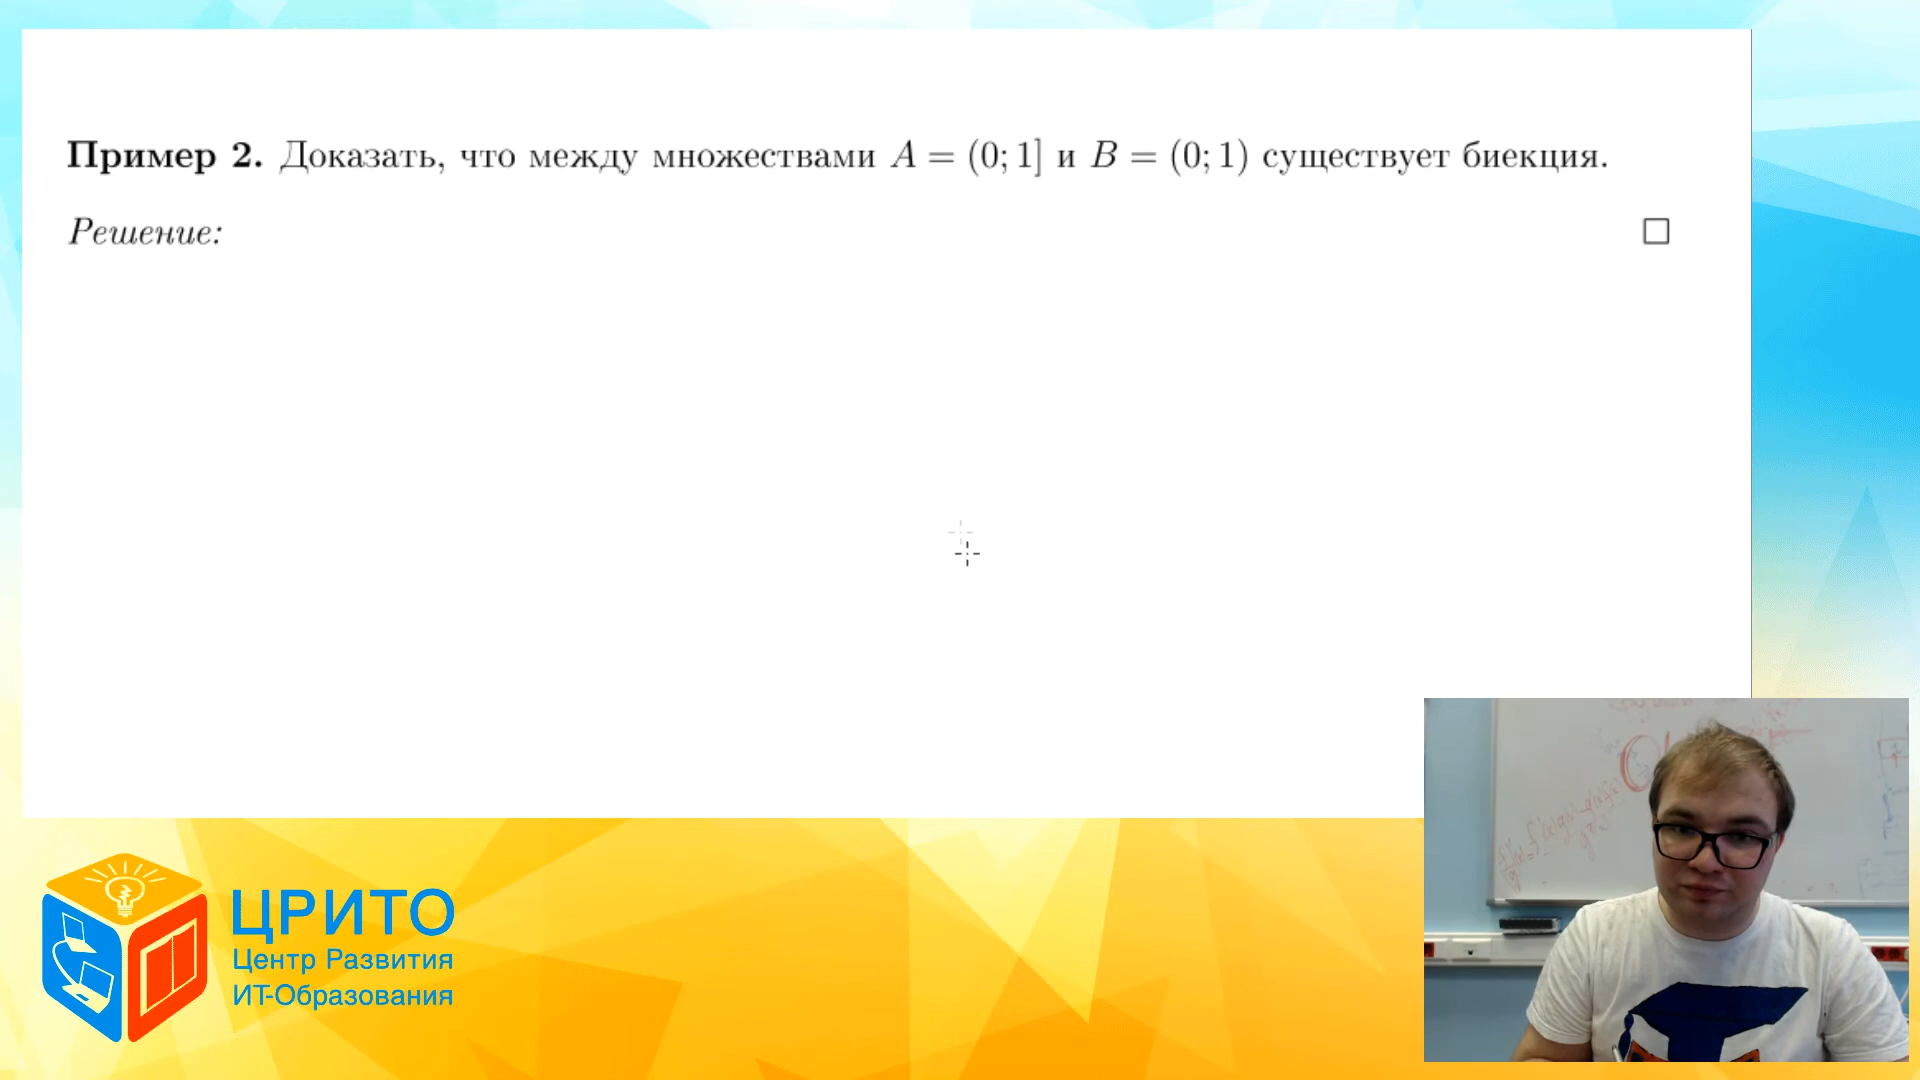 Пример 2. Доказать, что между множествами A = (0; 1] и B = (0; 1) существует биекция.
Решение:
ЦРИТО
Центр Развития
ИТ-Образования